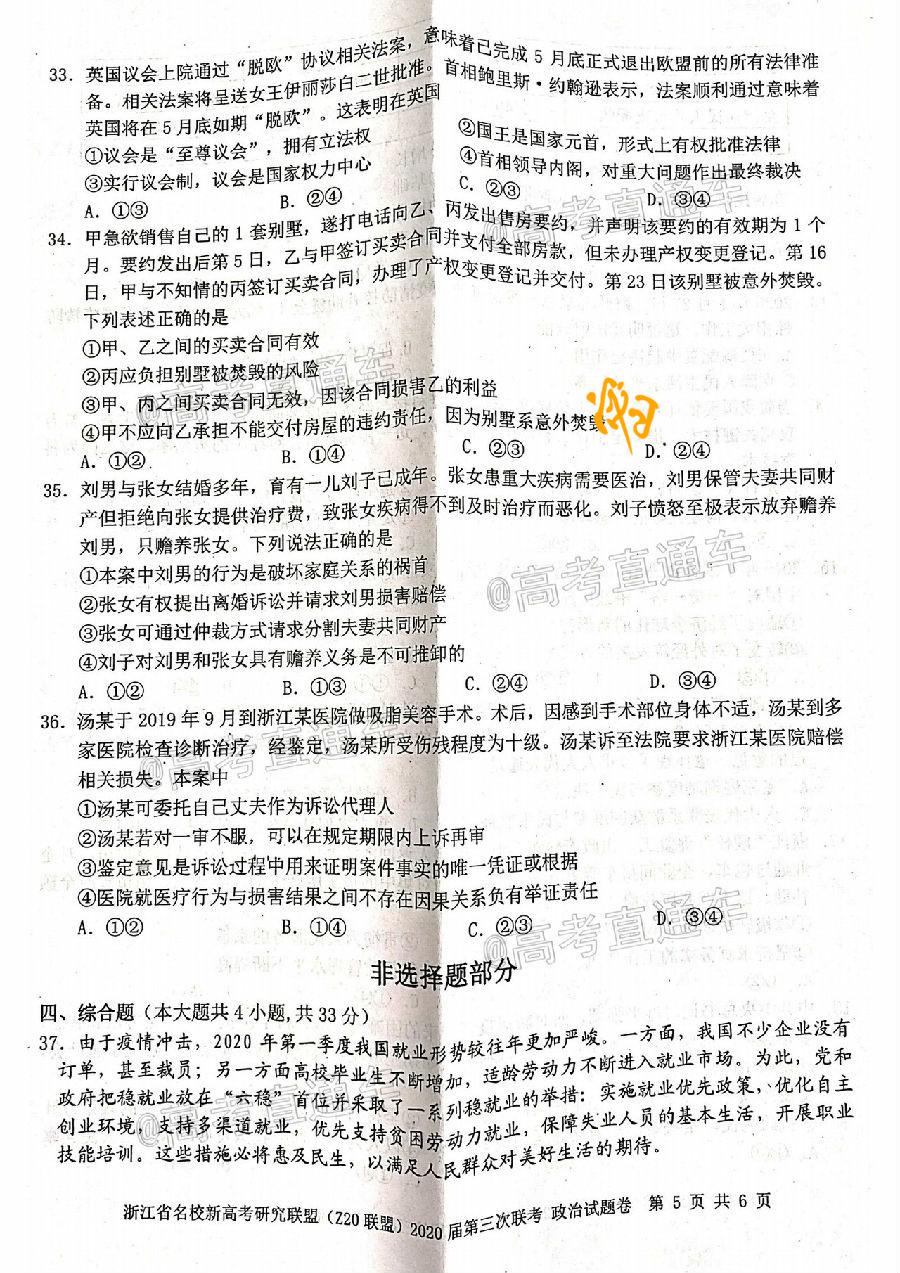 33. 英国议会上院通过“脱欧”协议相关法案，意味着已完成 5 月底正式退出欧盟前的所有法律准
备。相关法案将呈送女王伊丽莎白二世批准。首相鲍里斯·约翰逊表示，法案顺利通过意味着
英国将在 5 月底如期“脱欧”。这表明在英国
①议会是“至尊议会”，拥有立法权 ②国王是国家元首，形式上有权批准法律
③实行议会制，议会是国家权力中心 ④首相领导内阁，对重大问题作出最终裁决
A. ①③ B. ②④ C. ①② D. ③④
34. 甲急欲销售自己的 1 套别墅，遂打电话向乙、丙发出售房要约，并声明该要约的有效期为 1 个
月。要约发出后第 5 日，乙与甲签订买卖合同并支付全部房款，但未办理产权变更登记。第 16
日，甲与不知情的丙签订买卖合同，办理了产权变更登记并交付。第 23 日该别墅被意外焚毁。
下列表述正确的是
①甲、乙之间的买卖合同有效
②丙应负担别墅被焚毁的风险
③甲、丙之间买卖合同无效，因该合同损害乙的利益
④甲不应向乙承担不能交付房屋的违约责任，因为别墅系意外焚毁
A. ①② B. ①④ C. ②③ D. ②④
35. 刘男与张女结婚多年，育有一儿刘子已成年。张女患重大疾病需要医治，刘男保管夫妻共同财
产但拒绝向张女提供治疗费，致张女疾病得不到及时治疗而恶化。刘子愤怒至极表示放弃赡养
刘男，只赡养张女。下列说法正确的是
①本案中刘男的行为是破坏家庭关系的祸首
②张女有权提出离婚诉讼并请求刘男损害赔偿
③张女可通过仲裁方式请求分割夫妻共同财产
④刘子对刘男和张女具有赡养义务是不可推卸的
A. ①② B. ①③ C. ②④ D. ③④
36. 汤某于 2019 年 9 月到浙江某医院做吸脂美容手术。术后，因感到手术部位身体不适，汤某到多
家医院检查诊断治疗，经鉴定，汤某所受伤残程度为十级。汤某诉至法院要求浙江某医院赔偿
相关损失。本案中
①汤某可委托自己丈夫作为诉讼代理人
②汤某若对一审不服，可以在规定期限内上诉再审
③鉴定意见是诉讼过程中用来证明案件事实的唯一凭证或根据
④医院就医疗行为与损害结果之间不存在因果关系负有举证责任
A. ①② B. ①④ C. ②③ D. ③④
非选择题部分
四、综合题（本大题共 4 小题,共 33 分）
37. 由于疫情冲击，2020 年第一季度我国就业形势较往年更加严峻。一方面，我国不少企业没有
订单，甚至裁员；另一方面高校毕业生不断增加，适龄劳动力不断进入就业市场。为此，党和
政府把稳就业放在“六稳”首位并采取了一系列稳就业的举措：实施就业优先政策、优化自主
创业环境，支持多渠道就业，优先支持贫困劳动力就业，保障失业人员的基本生活，开展职业
技能培训。这些措施必将惠及民生，以满足人民群众对美好生活的期待。
浙江省名校新高考研究联盟（Z20 联盟）2020 届第三次联考 政治试题卷 第 5 页 共 6 页
@高考直通车
@高考直通车
@高考直通车
@高考直通车
@高考直通车
@高考直通车